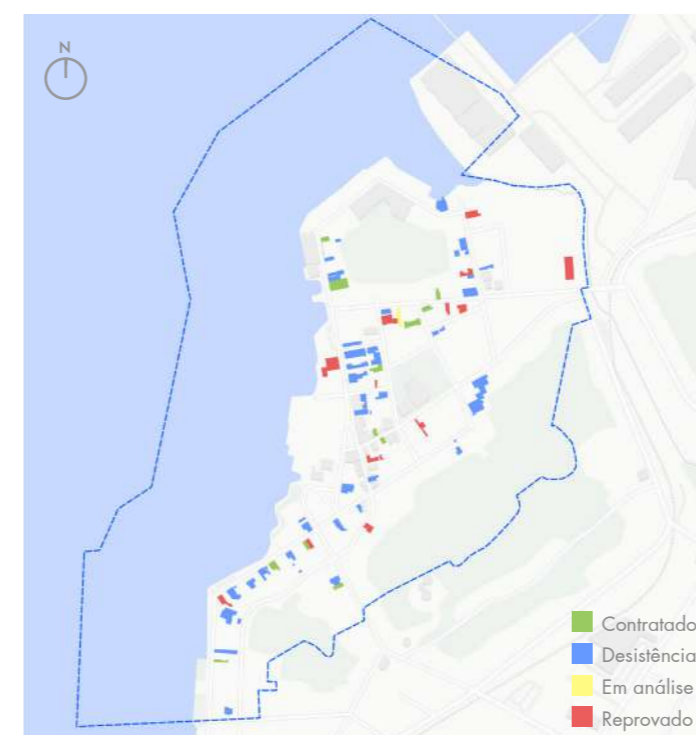 N
Contratado
Desistência
Em análise
Reprovado